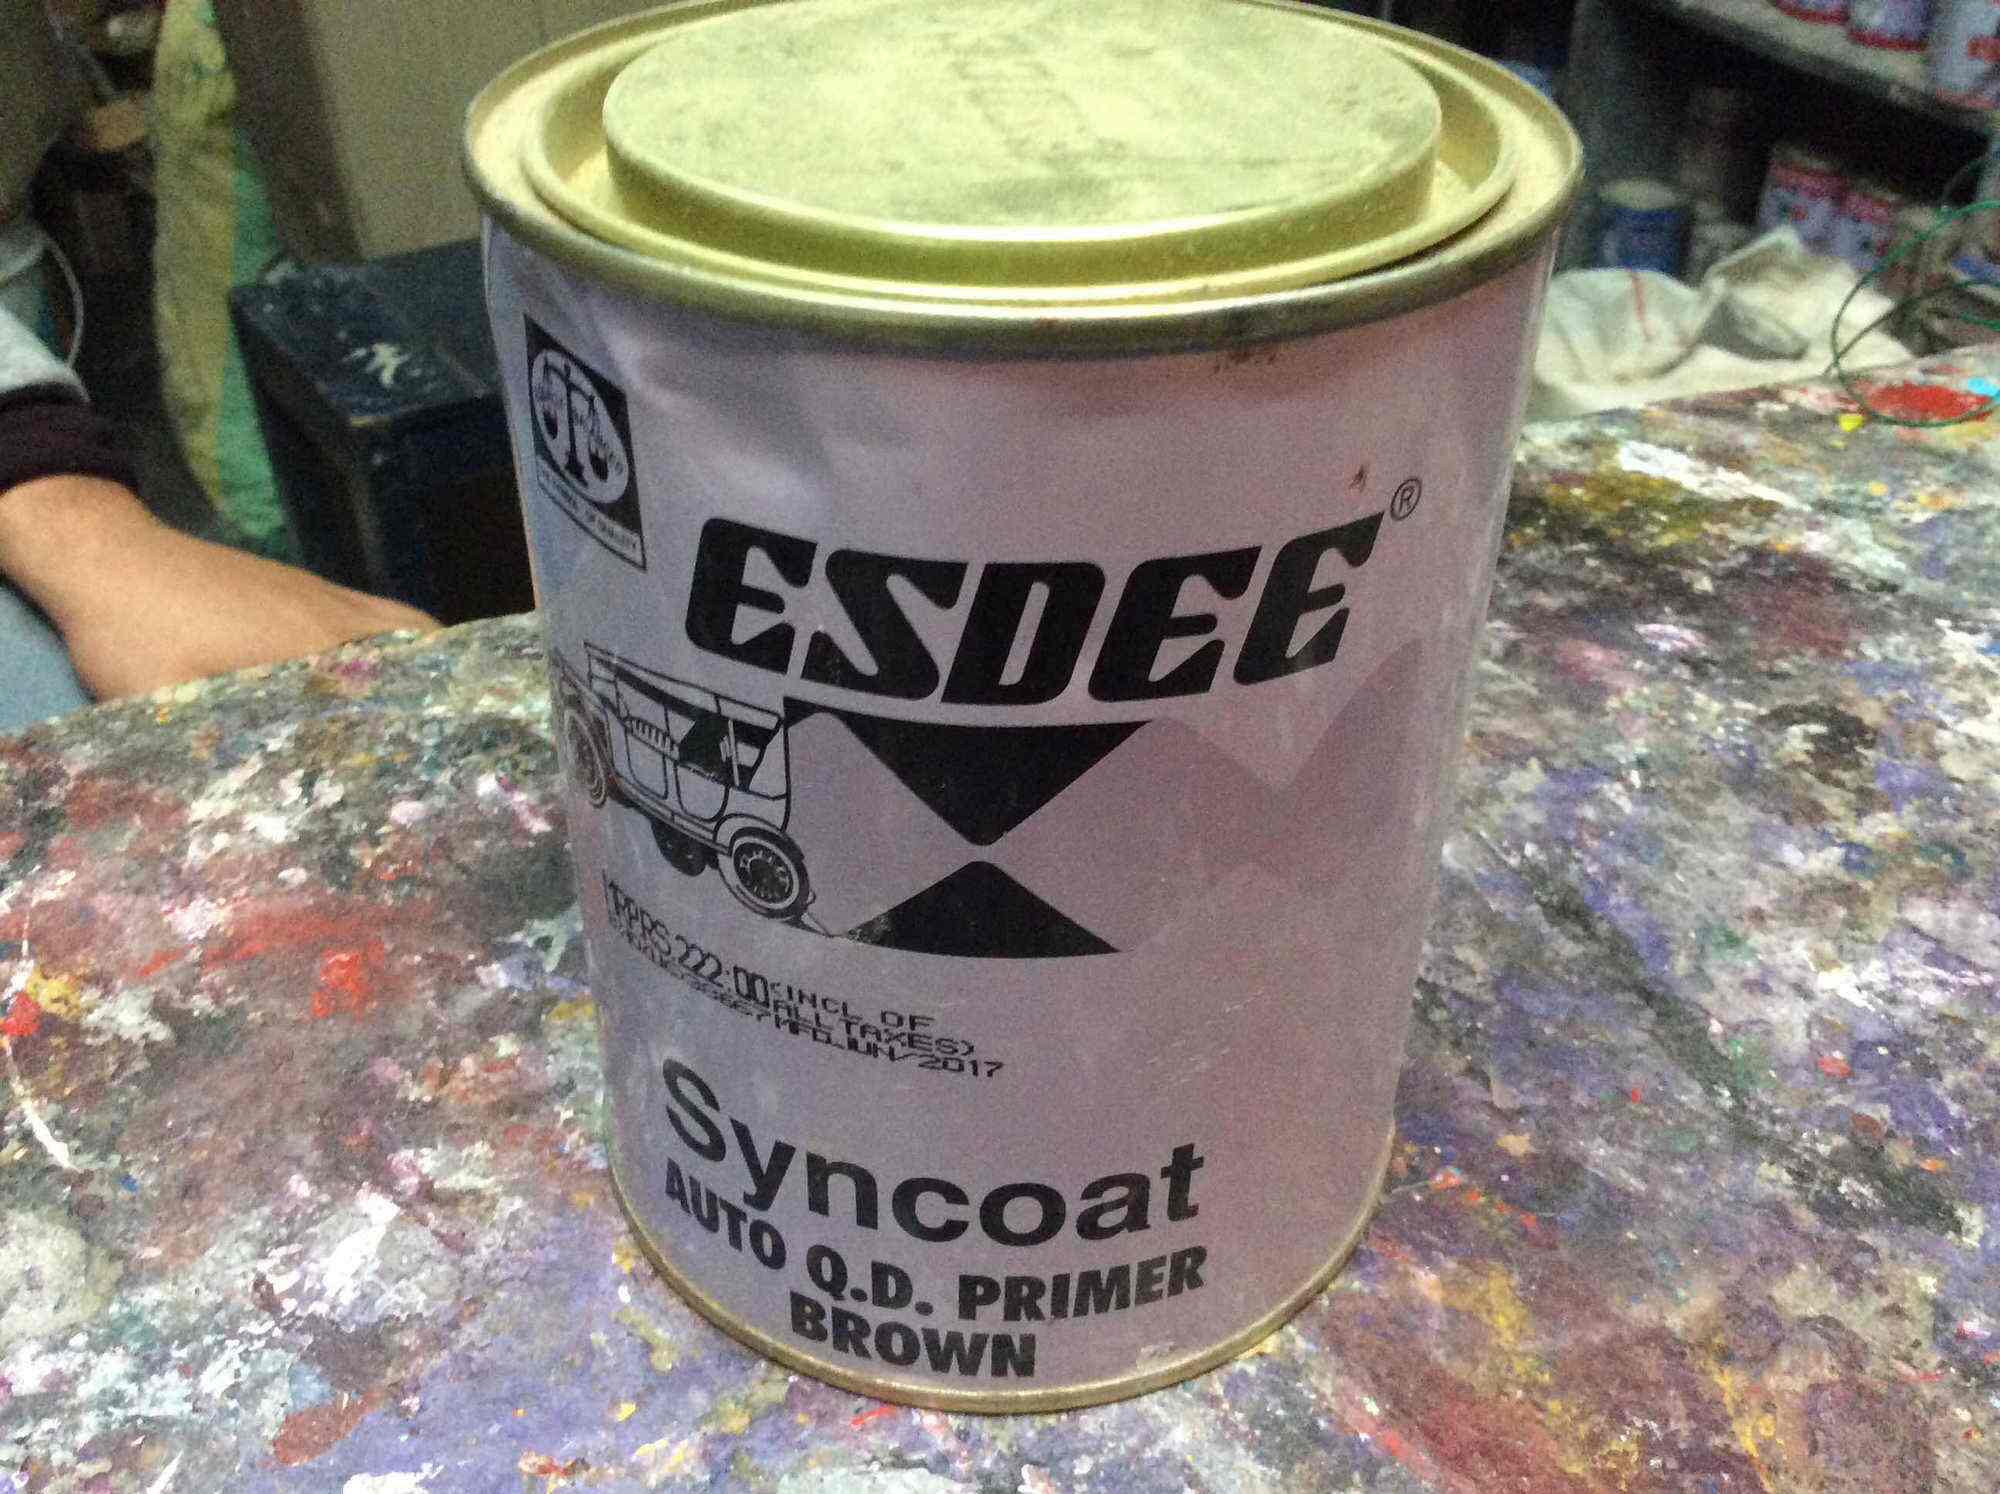 ESDEE®
MRP RS 222.00 (INCL OF
ALL TAXES)
MFD.JUN/2017
Syncoat
AUTO Q.D. PRIMER
BROWN